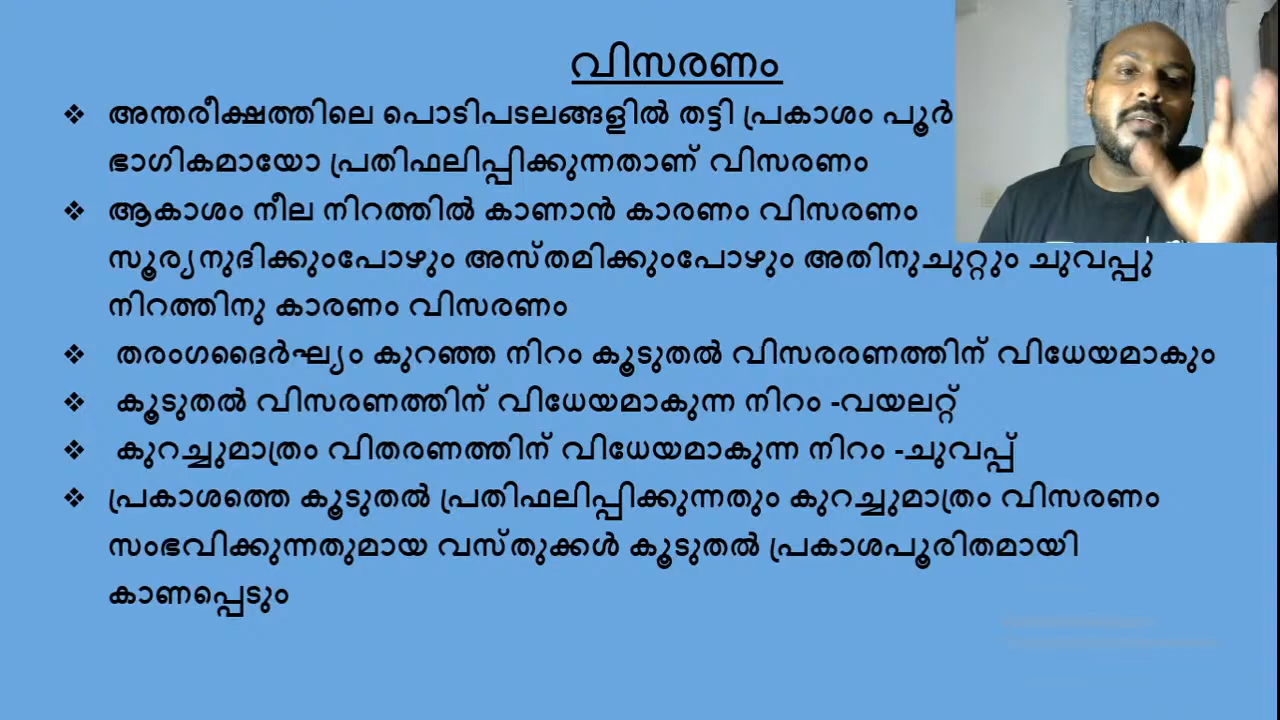 വിസരണം
❖ അന്തരീക്ഷത്തിലെ പൊടിപടലങ്ങളിൽ തട്ടി പ്രകാശം പൂർ
ഭാഗികമായോ പ്രതിഫലിപ്പിക്കുന്നതാണ് വിസരണം
❖ ആകാശം നീല നിറത്തിൽ കാണാൻ കാരണം വിസരണം
സൂര്യനുദിക്കുംപോഴും അസ്തമിക്കുംപോഴും അതിനുചുറ്റും ചുവപ്പു
നിറത്തിനു കാരണം വിസരണം
❖ തരംഗദൈർഘ്യം കുറഞ്ഞ നിറം കൂടുതൽ വിസരരണത്തിന് വിധേയമാകും
❖ കൂടുതൽ വിസരണത്തിന് വിധേയമാകുന്ന നിറം -വയലറ്റ്
❖ കുറച്ചുമാത്രം വിതരണത്തിന് വിധേയമാകുന്ന നിറം -ചുവപ്പ്
❖ പ്രകാശത്തെ കൂടുതൽ പ്രതിഫലിപ്പിക്കുന്നതും കുറച്ചുമാത്രം വിസരണം
സംഭവിക്കുന്നതുമായ വസ്തുക്കൾ കൂടുതൽ പ്രകാശപൂരിതമായി
കാണപ്പെടും